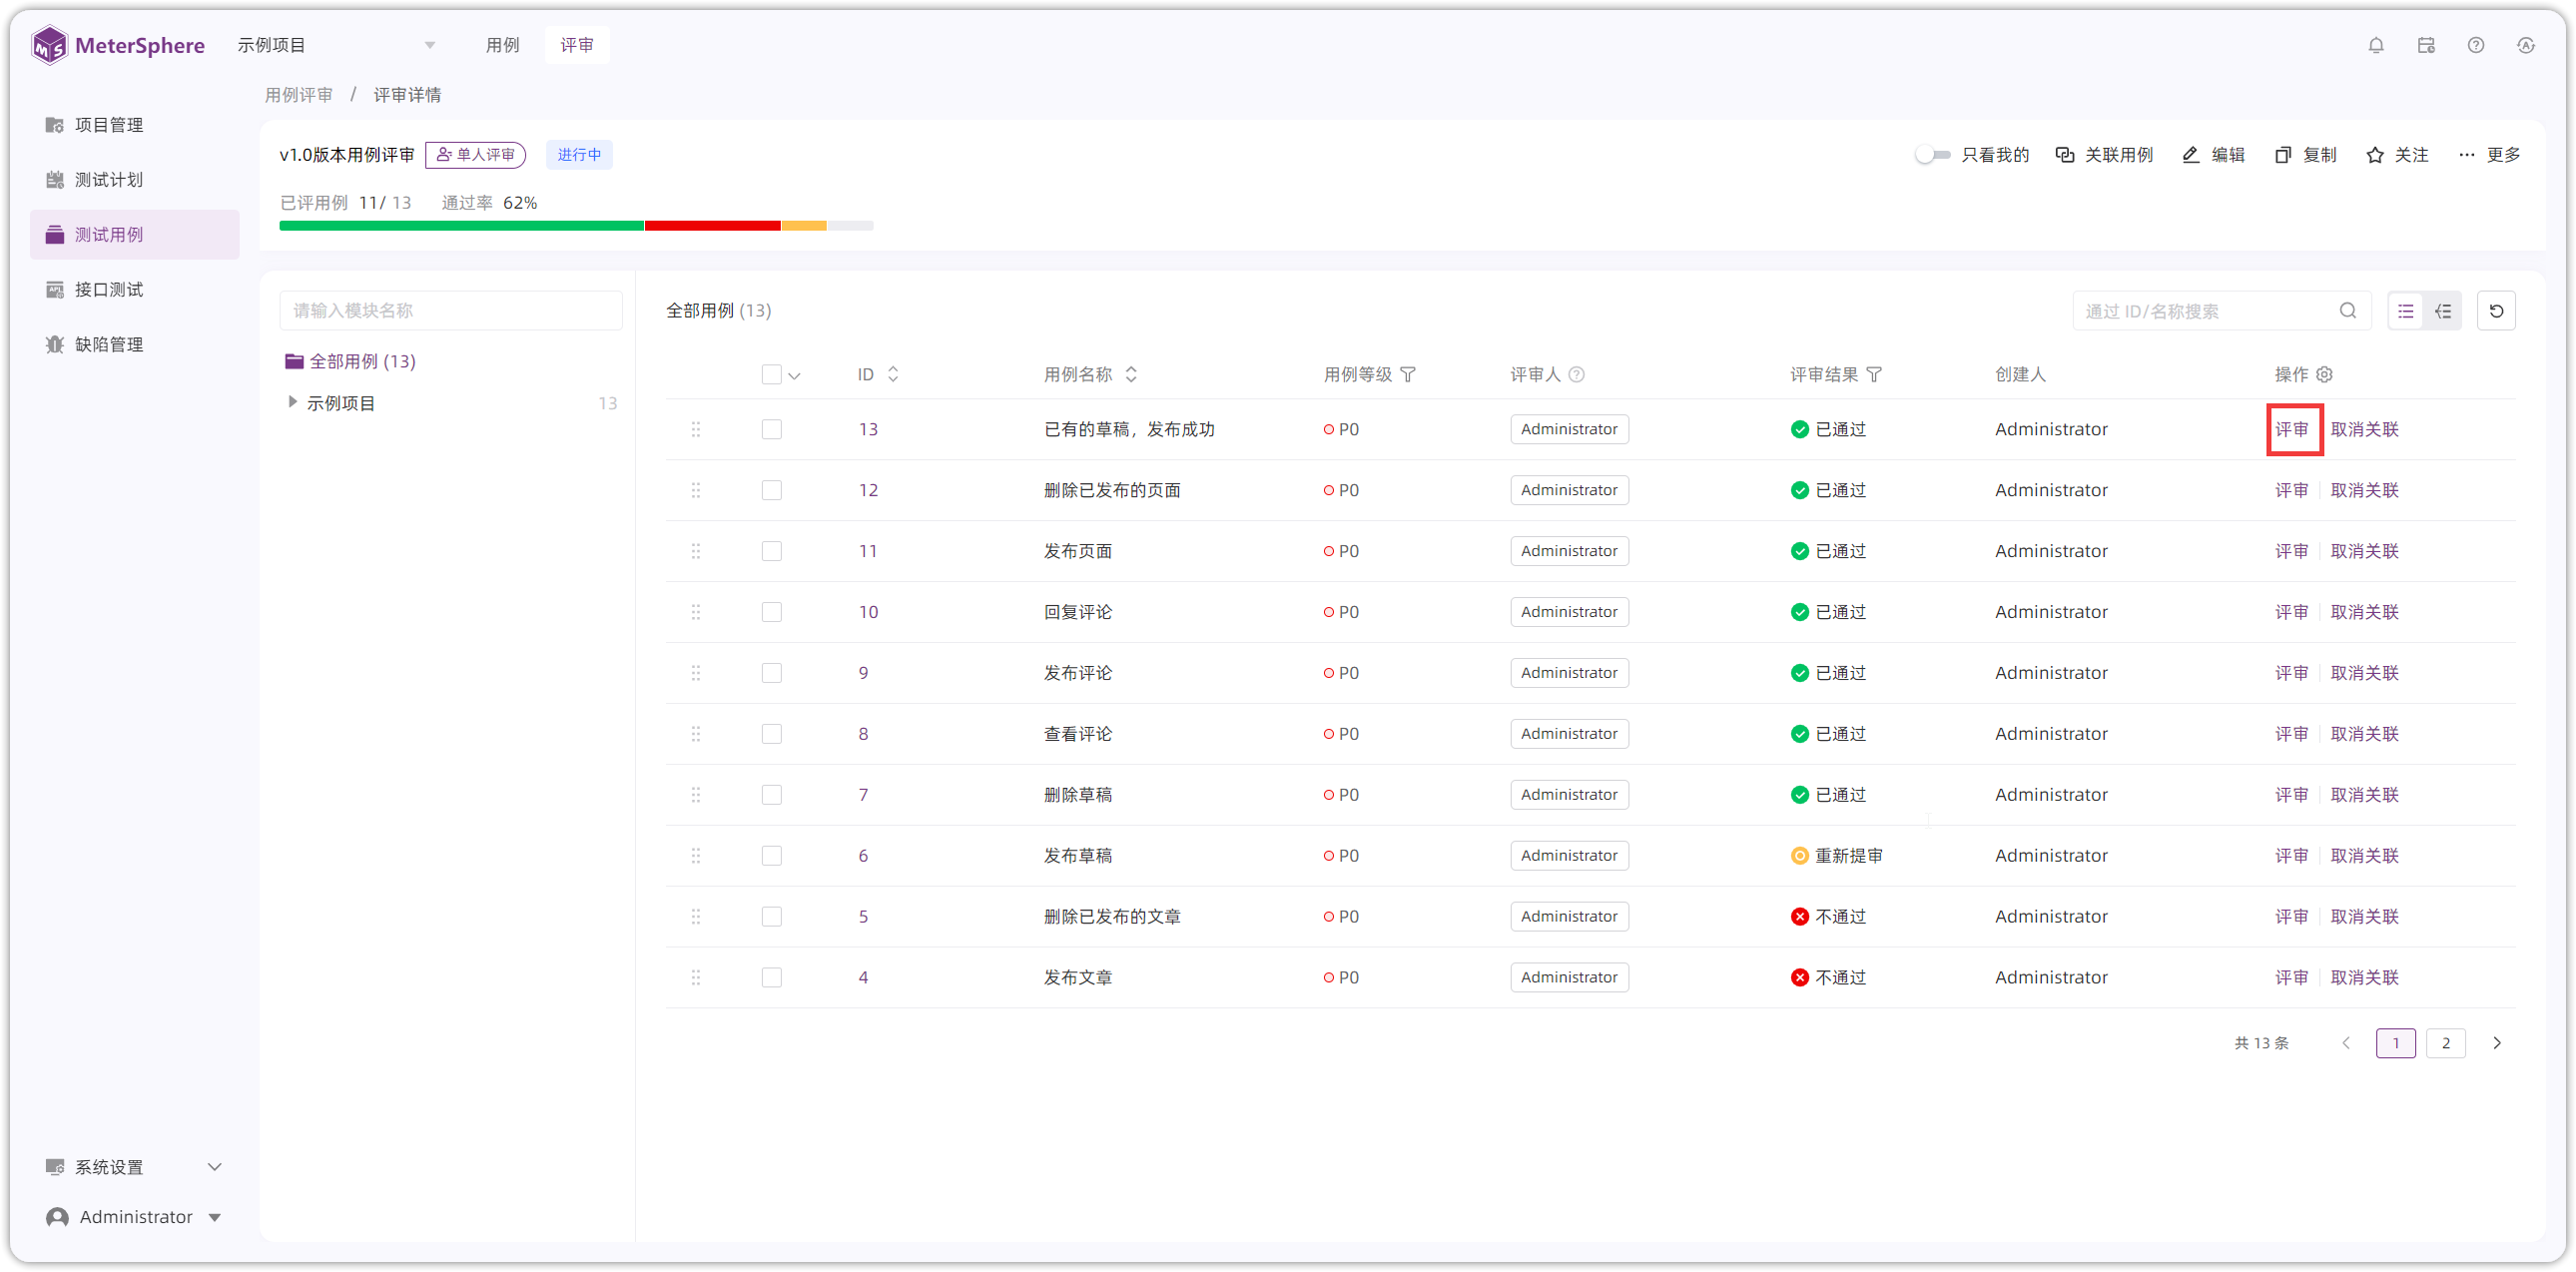 MeterSphere 示例项目 用例 评审
用例评审 / 评审详情
项目管理
测试计划
测试用例
接口测试
缺陷管理
系统设置
Administrator
v1.0版本用例评审 单人评审 进行中
只看我的 关联用例 编辑 复制 关注 更多
已评用例 11/ 13 通过率 62%
请输入模块名称
全部用例 (13)
示例项目 13
全部用例 (13)
通过 ID/名称搜索
ID 用例名称 用例等级 评审人 评审结果 创建人 操作
13 已有的草稿，发布成功 P0 Administrator 已通过 Administrator 评审 取消关联
12 删除已发布的页面 P0 Administrator 已通过 Administrator 评审 取消关联
11 发布页面 P0 Administrator 已通过 Administrator 评审 取消关联
10 回复评论 P0 Administrator 已通过 Administrator 评审 取消关联
9 发布评论 P0 Administrator 已通过 Administrator 评审 取消关联
8 查看评论 P0 Administrator 已通过 Administrator 评审 取消关联
7 删除草稿 P0 Administrator 已通过 Administrator 评审 取消关联
6 发布草稿 P0 Administrator 重新提审 Administrator 评审 取消关联
5 删除已发布的文章 P0 Administrator 不通过 Administrator 评审 取消关联
4 发布文章 P0 Administrator 不通过 Administrator 评审 取消关联
共 13 条 1 2